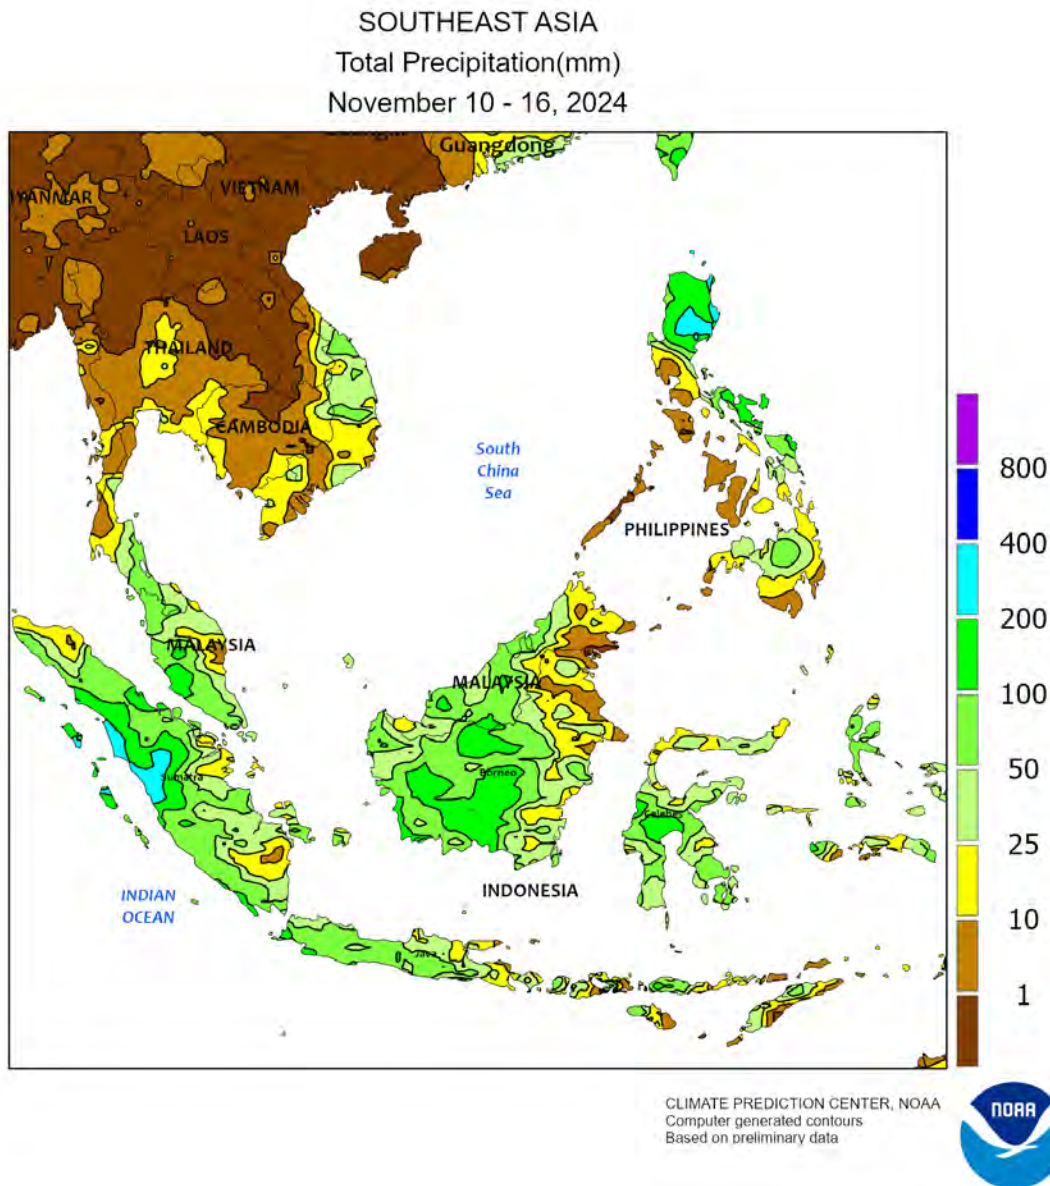 SOUTHEAST ASIA
Total Precipitation(mm)
November 10 - 16, 2024
Guangdong
YANMAR
VIETNAM
LAOS
THAILAND
CAMBODIA
South
China
Sea
PHILIPPINES
MALAYSIA
MALAYSIA
Sumatra
Borneo
INDIAN
OCEAN
INDONESIA
Java
800
400
200
100
50
25
10
1
CLIMATE PREDICTION CENTER, NOAA
Computer generated contours
Based on preliminary data
NOAA